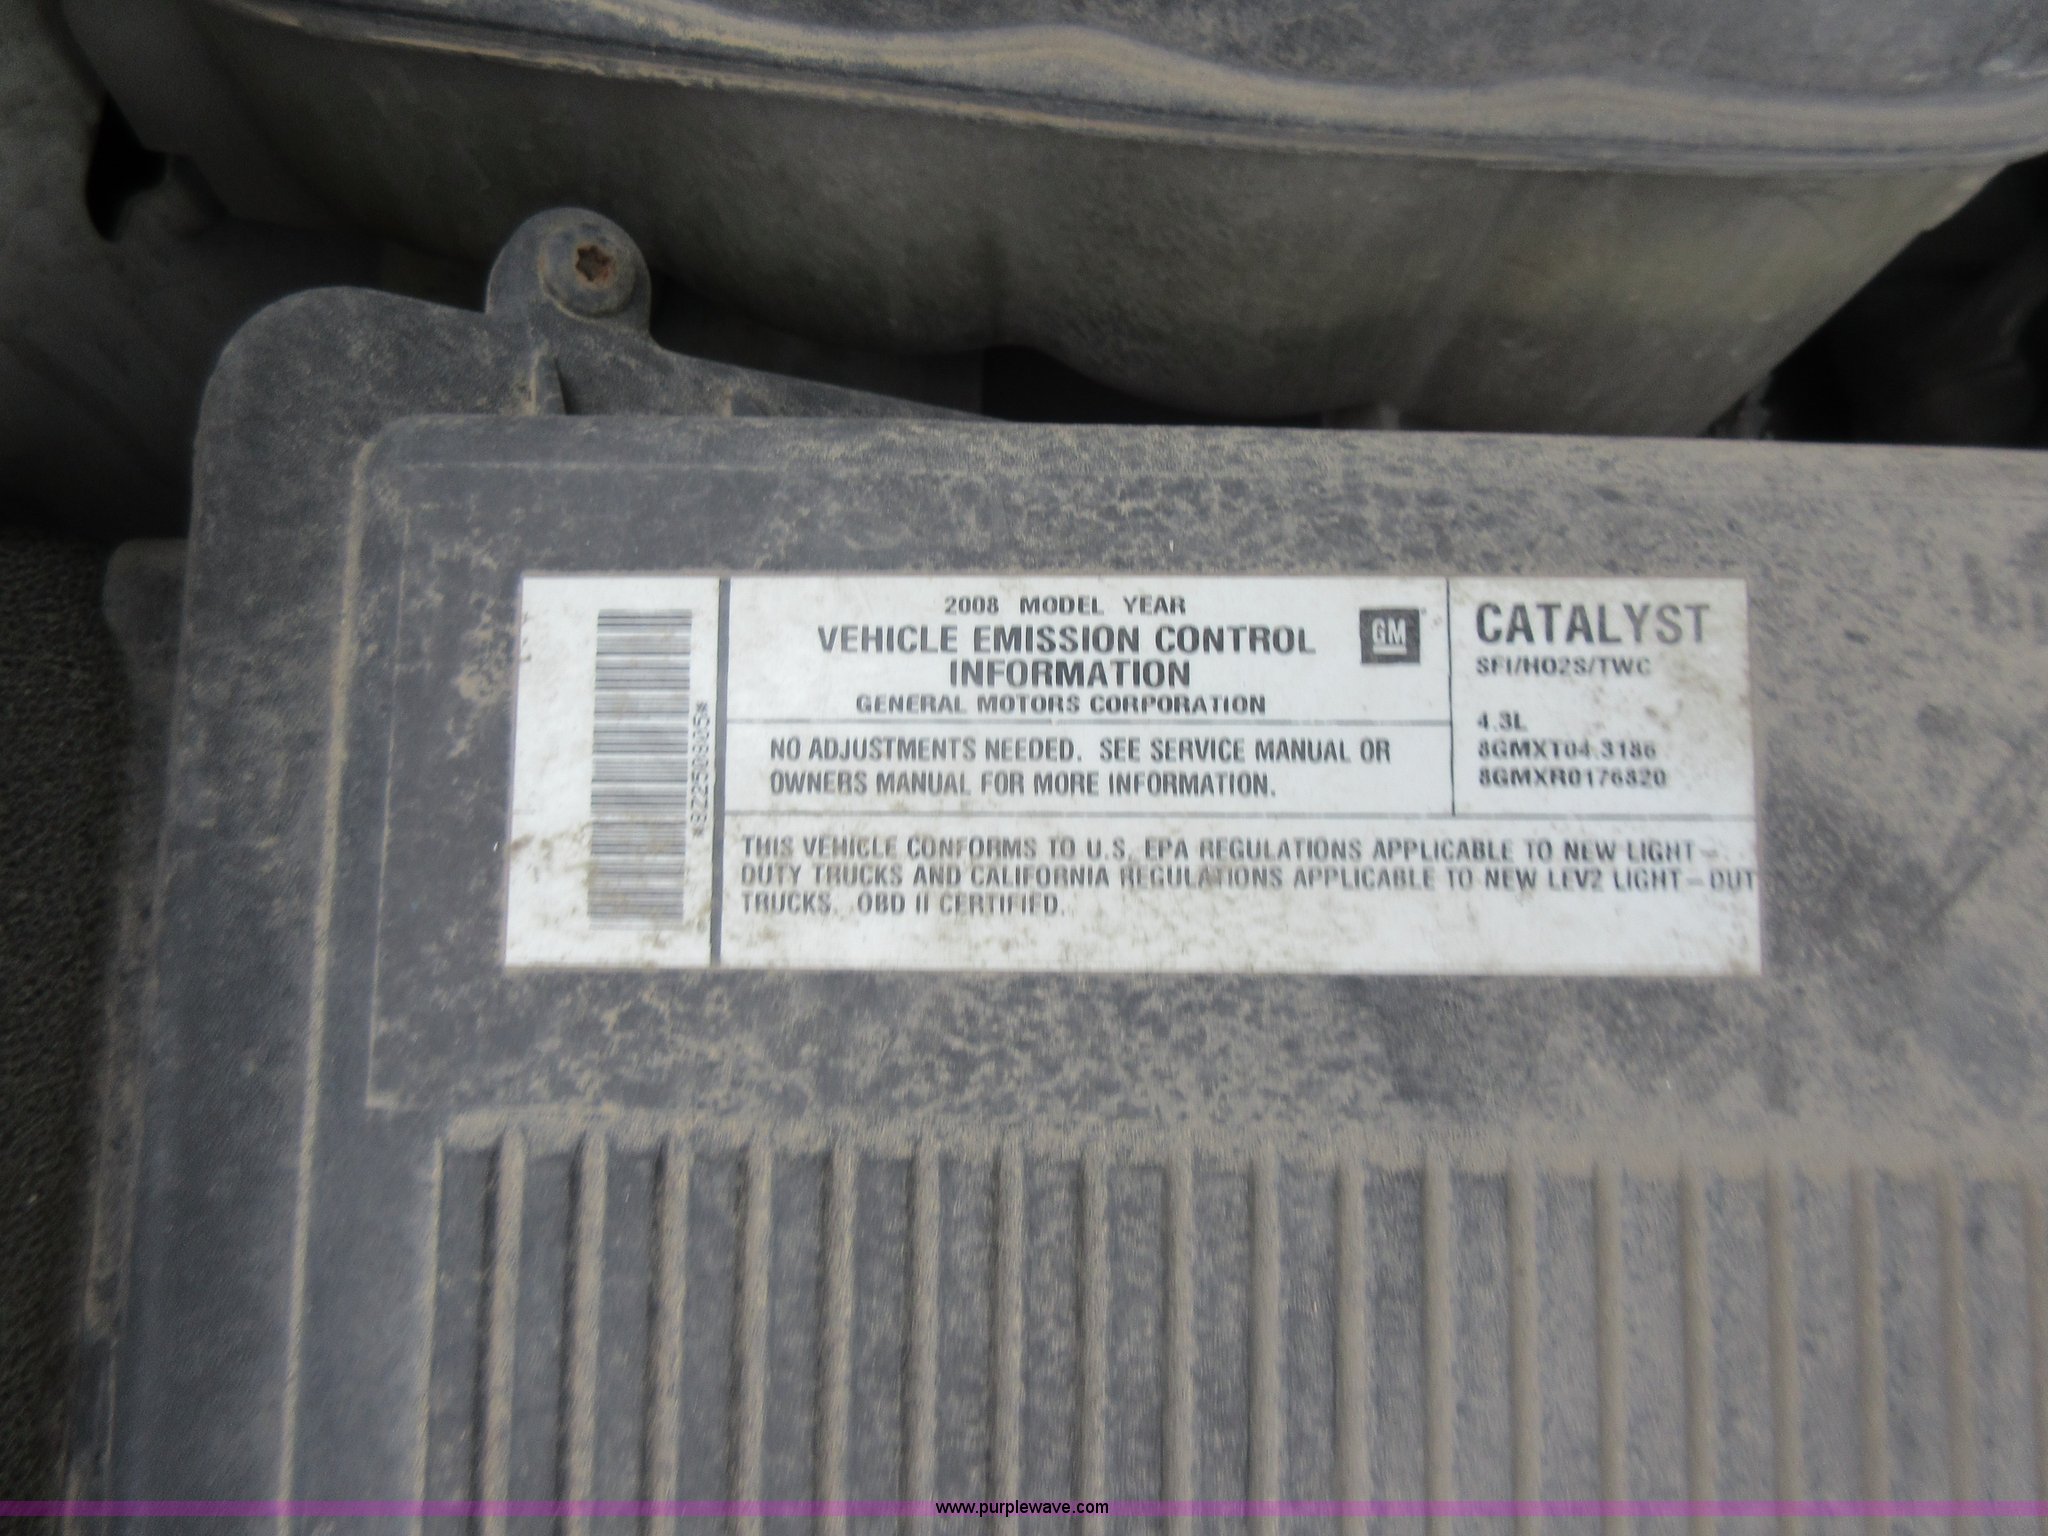 2008 MODEL YEAR
VEHICLE EMISSION CONTROL
INFORMATION
GENERAL MOTORS CORPORATION
GM
CATALYST
SFI/HO2S/TWC
4.3L
8GMXT04.3186
8GMXR0176820
NO ADJUSTMENTS NEEDED. SEE SERVICE MANUAL OR
OWNERS MANUAL FOR MORE INFORMATION.
THIS VEHICLE CONFORMS TO U.S. EPA REGULATIONS APPLICABLE TO NEW LIGHT-
DUTY TRUCKS AND CALIFORNIA REGULATIONS APPLICABLE TO NEW LEV2 LIGHT-DUT
TRUCKS. OBD II CERTIFIED.
www.purplewave.com